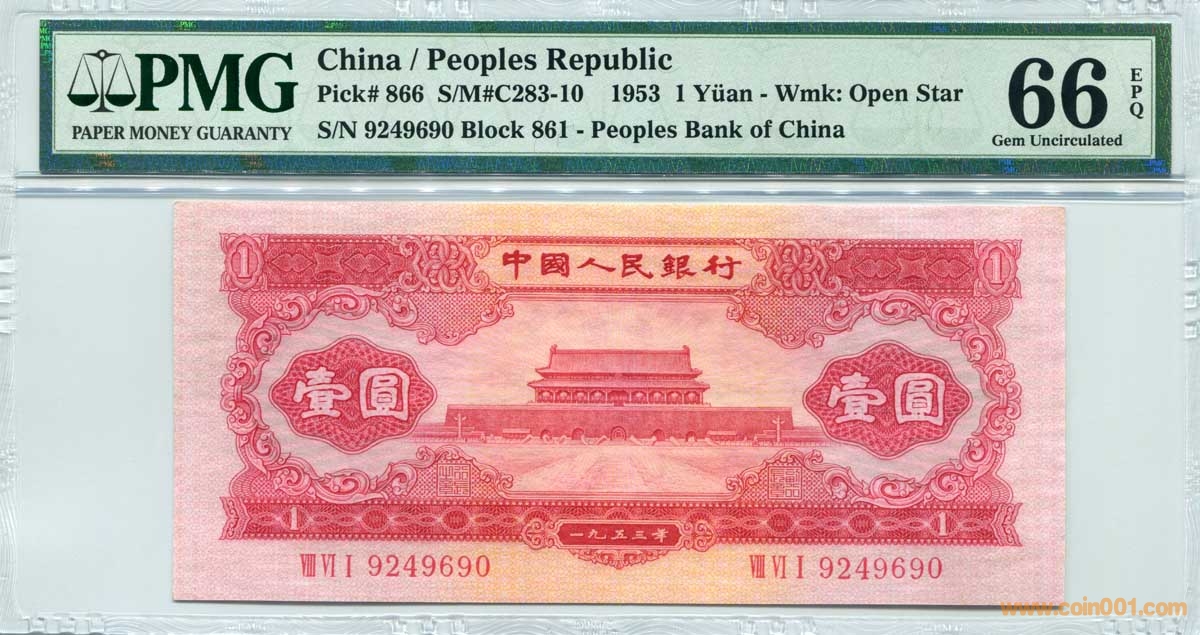 PMG
PAPER MONEY GUARANTY
China / Peoples Republic
Pick# 866 S/M#C283-10 1953 1 Yüan - Wmk: Open Star
S/N 9249690 Block 861 - Peoples Bank of China
66 EPQ
Gem Uncirculated
1 中國人民銀行 1
壹圓 壹圓
1 1
一九五三年
VIII VI I 9249690 VIII VI I 9249690
www.coin001.com